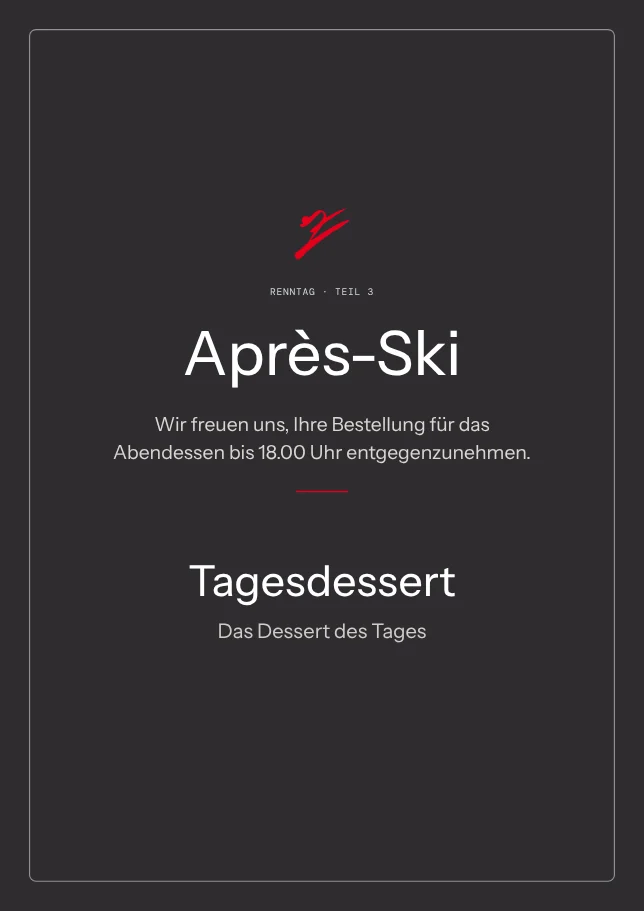 RENNTAG · TEIL 3
Après-Ski
Wir freuen uns, Ihre Bestellung für das
Abendessen bis 18.00 Uhr entgegenzunehmen.
Tagesdessert
Das Dessert des Tages